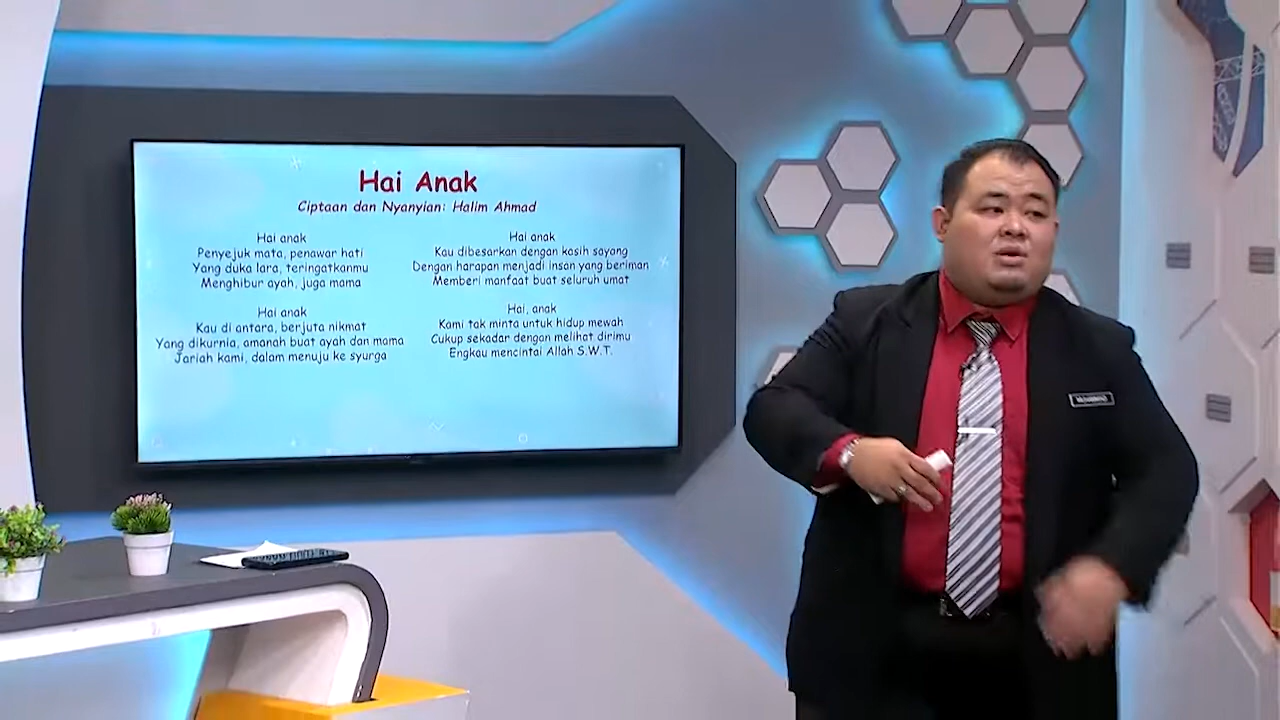 Hai Anak
Ciptaan dan Nyanyian: Halim Ahmad
Hai anak
Penyejuk mata, penawar hati
Yang duka lara, teringatkanmu
Menghibur ayah, juga mama
Hai anak
Kau di antara, berjuta nikmat
Yang dikurnia, amanah buat ayah dan mama
Jariah kami, dalam menuju ke syurga
Hai anak
Kau dibesarkan dengan kasih sayang
Dengan harapan menjadi insan yang beriman
Memberi manfaat buat seluruh umat
Hai, anak
Kami tak minta untuk hidup mewah
Cukup sekadar dengan melihat dirimu
Engkau mencintai Allah S.W.T.